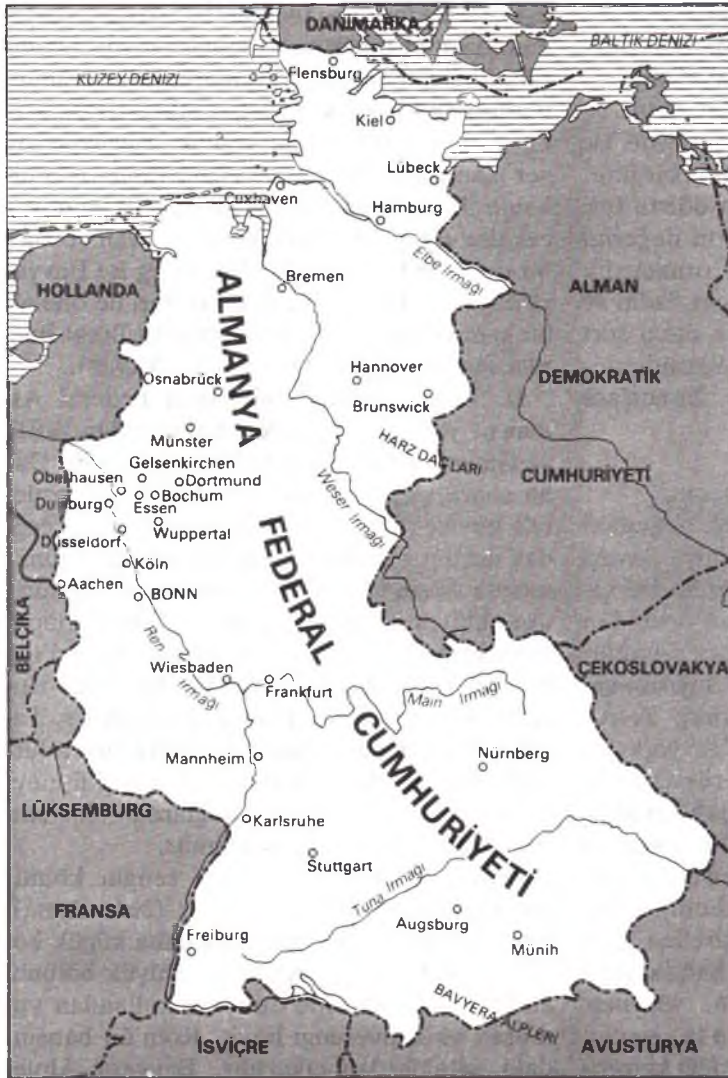 DANİMARKA
BALTIK DENİZİ
KUZEY DENİZİ
Flensburg
Kiel
Lübeck
Cuxhaven
Hamburg
Elbe Irmağı
HOLLANDA
ALMANYA
Bremen
ALMAN
Hannover
DEMOKRATİK
Osnabrück
Brunswick
Münster
HARZ DAĞLARI
Gelsenkirchen
Oberhausen
Dortmund
CUMHURİYETİ
Bochum
Duisburg
Essen
Weser Irmağı
Wuppertal
Düsseldorf
FEDERAL
Köln
Aachen
BONN
BELÇİKA
Ren Irmağı
Wiesbaden
Frankfurt
Main Irmağı
ÇEKOSLOVAKYA
CUMHURİYETİ
Mannheim
Nürnberg
LÜKSEMBURG
Karlsruhe
Stuttgart
Tuna Irmağı
FRANSA
Augsburg
Freiburg
Münih
BAVYERA ALPLERİ
İSVİÇRE
AVUSTURYA